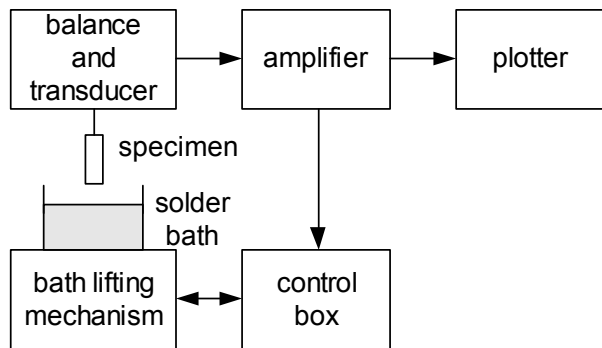 balance
and
transducer
amplifier
plotter
specimen
solder
bath
bath lifting
mechanism
control
box